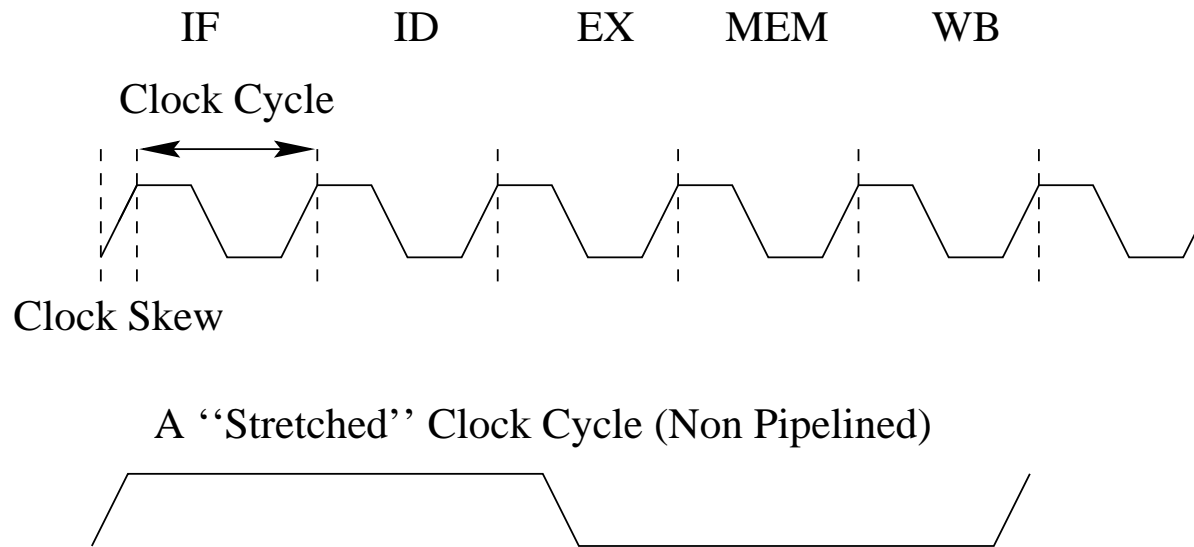 IF ID EX MEM WB
Clock Cycle
Clock Skew
A ‘‘Stretched’’ Clock Cycle (Non Pipelined)